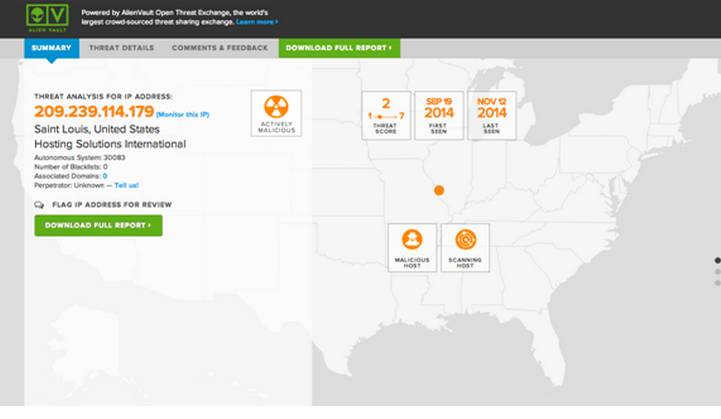 OV
ALIEN VAULT
Powered by AlienVault Open Threat Exchange, the world's
largest crowd-sourced threat sharing exchange. Learn more ›
SUMMARY
THREAT DETAILS
COMMENTS & FEEDBACK
DOWNLOAD FULL REPORT ›
THREAT ANALYSIS FOR IP ADDRESS:
209.239.114.179 (Monitor this IP)
Saint Louis, United States
Hosting Solutions International
Autonomous System: 30083
Number of Blacklists: 0
Associated Domains: 0
Perpetrator: Unknown — Tell us!
FLAG IP ADDRESS FOR REVIEW
DOWNLOAD FULL REPORT ›
ACTIVELY
MALICIOUS
2
1 7
THREAT
SCORE
SEP 19
2014
FIRST
SEEN
NOV 12
2014
LAST
SEEN
MALICIOUS
HOST
SCANNING
HOST